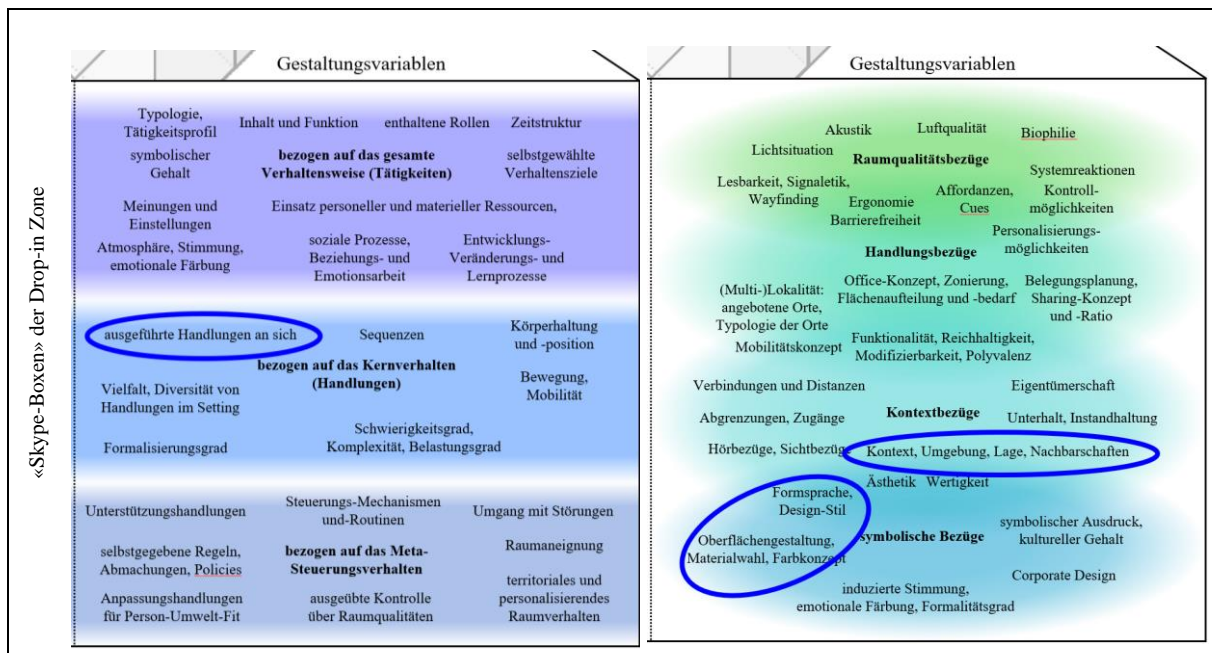 «Skype-Boxen» der Drop-in Zone
Gestaltungsvariablen
Typologie,
Tätigkeitsprofil
Inhalt und Funktion
enthaltene Rollen
Zeitstruktur
symbolischer
Gehalt
bezogen auf das gesamte
Verhaltensweise (Tätigkeiten)
selbstgewählte
Verhaltensziele
Meinungen und
Einstellungen
Einsatz personeller und materieller Ressourcen,
Atmosphäre, Stimmung,
emotionale Färbung
soziale Prozesse,
Beziehungs- und
Emotionsarbeit
Entwicklungs-
Veränderungs- und
Lernprozesse
ausgeführte Handlungen an sich
Sequenzen
Körperhaltung
und -position
bezogen auf das Kernverhalten
(Handlungen)
Vielfalt, Diversität von
Handlungen im Setting
Bewegung,
Mobilität
Formalisierungsgrad
Schwierigkeitsgrad,
Komplexität, Belastungsgrad
Unterstützungshandlungen
Steuerungs-Mechanismen
und-Routinen
Umgang mit Störungen
selbstgegebene Regeln,
Abmachungen, Policies
bezogen auf das Meta-
Steuerungsverhalten
Raumaneignung
Anpassungshandlungen
für Person-Umwelt-Fit
ausgeübte Kontrolle
über Raumqualitäten
territoriales und
personalisierendes
Raumverhalten
Gestaltungsvariablen
Akustik
Luftqualität
Biophilie
Lichtsituation
Raumqualitätsbezüge
Systemreaktionen
Lesbarkeit, Signaletik,
Wayfinding
Ergonomie
Barrierefreiheit
Affordanzen,
Cues
Kontroll-
möglichkeiten
Personalisierungs-
möglichkeiten
Handlungsbezüge
(Multi-)Lokalität:
angebotene Orte,
Typologie der Orte
Office-Konzept, Zonierung,
Flächenaufteilung und -bedarf
Belegungsplanung,
Sharing-Konzept
und -Ratio
Mobilitätskonzept
Funktionalität, Reichhaltigkeit,
Modifizierbarkeit, Polyvalenz
Verbindungen und Distanzen
Eigentümerschaft
Abgrenzungen, Zugänge
Kontextbezüge
Unterhalt, Instandhaltung
Hörbezüge, Sichtbezüge
Kontext, Umgebung, Lage, Nachbarschaften
Ästhetik
Wertigkeit
Formsprache,
Design-Stil
Oberflächengestaltung,
Materialwahl, Farbkonzept
symbolische Bezüge
symbolischer Ausdruck,
kultureller Gehalt
Corporate Design
induzierte Stimmung,
emotionale Färbung, Formalitätsgrad